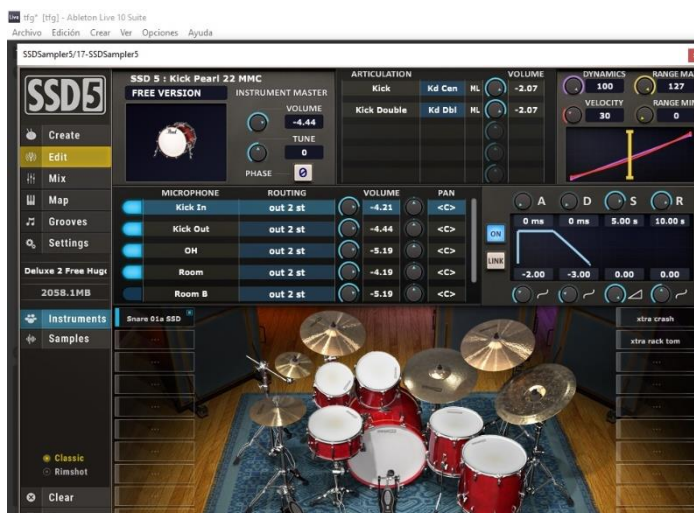 Live tfg* [tfg] - Ableton Live 10 Suite
Archivo Edición Crear Ver Opciones Ayuda
SSDSampler5/17-SSDSampler5
SSD5
Create
Edit
Mix
Map
Grooves
Settings
Deluxe 2 Free Hugo
2058.1MB
Instruments
Samples
Classic
Rimshot
Clear
SSD 5 : Kick Pearl 22 MMC
FREE VERSION
INSTRUMENT MASTER
VOLUME
-4.44
TUNE
0
PHASE Ø
ARTICULATION VOLUME
Kick Kd Cen ML -2.07
Kick Double Kd Dbl ML -2.07
DYNAMICS RANGE MA
100 127
VELOCITY RANGE MIN
30 0
MICROPHONE ROUTING VOLUME PAN
Kick In out 2 st -4.21 <C>
Kick Out out 2 st -4.44 <C>
OH out 2 st -5.19 <C>
Room out 2 st -4.19 <C>
Room B out 2 st -5.19 <C>
ON
LINK
A D S R
0 ms 0 ms 5.00 s 10.00 s
-2.00 -3.00 0.00 0.00
Snare 01a SSD
xtra crash
xtra rack tom